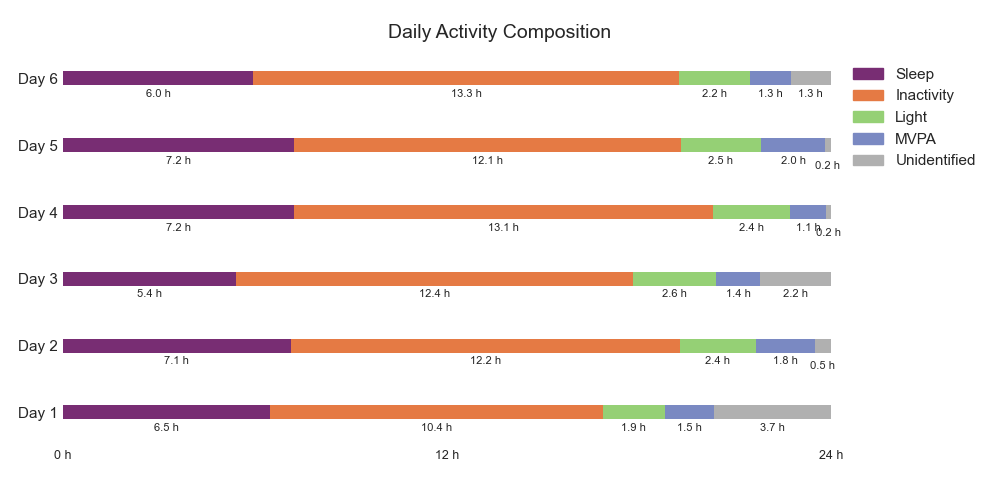 Daily Activity Composition
Day 6
6.0 h 13.3 h 2.2 h 1.3 h 1.3 h
Day 5
7.2 h 12.1 h 2.5 h 2.0 h 0.2 h
Day 4
7.2 h 13.1 h 2.4 h 1.1 h 0.2 h
Day 3
5.4 h 12.4 h 2.6 h 1.4 h 2.2 h
Day 2
7.1 h 12.2 h 2.4 h 1.8 h 0.5 h
Day 1
6.5 h 10.4 h 1.9 h 1.5 h 3.7 h
0 h 12 h 24 h
Sleep
Inactivity
Light
MVPA
Unidentified